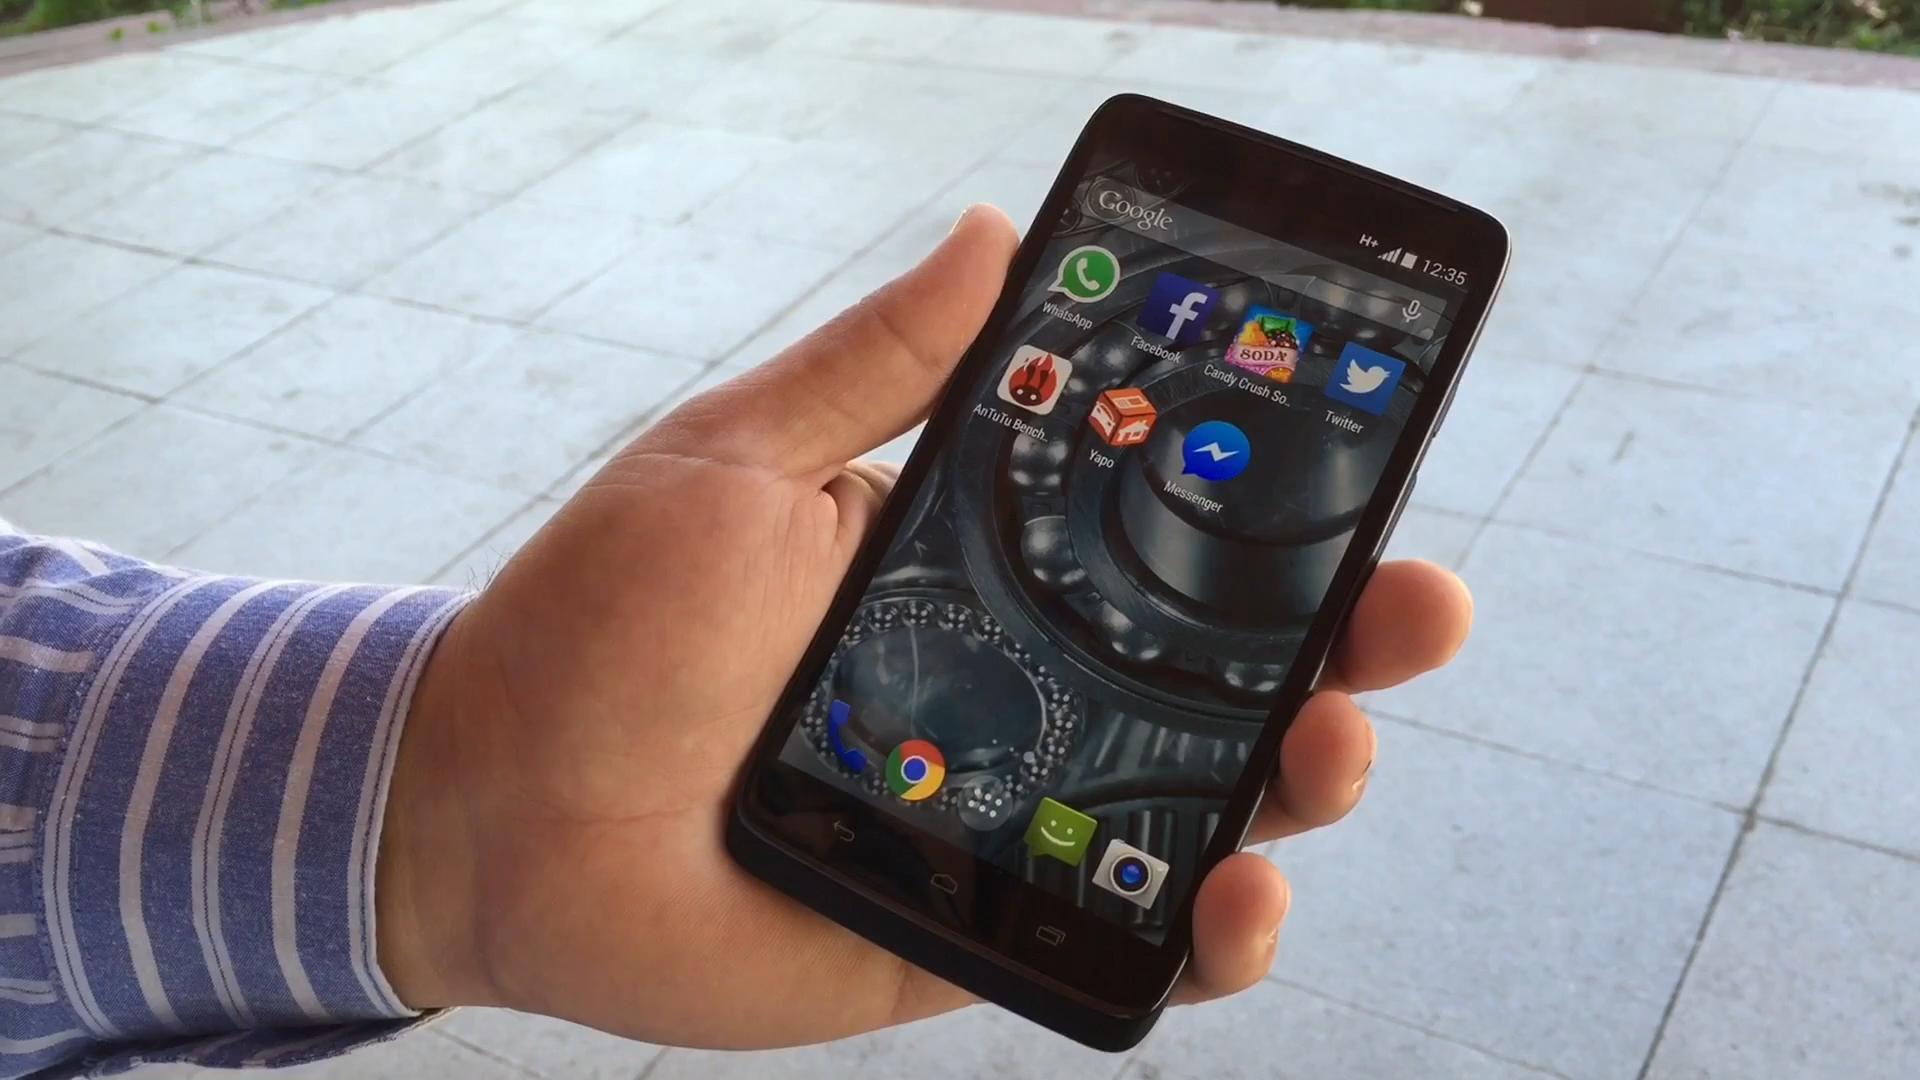 H+ 12:35
Google
WhatsApp
Facebook
SODA
Candy Crush So..
Twitter
AnTuTu Bench..
Yapo
Messenger